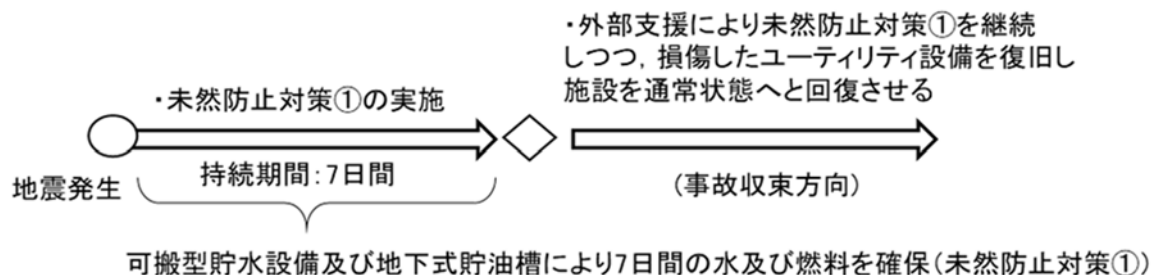 ・外部支援により未然防止対策①を継続
しつつ，損傷したユーティリティ設備を復旧し
施設を通常状態へと回復させる
・未然防止対策①の実施
地震発生
持続期間：7日間
(事故収束方向)
可搬型貯水設備及び地下式貯油槽により7日間の水及び燃料を確保(未然防止対策①)